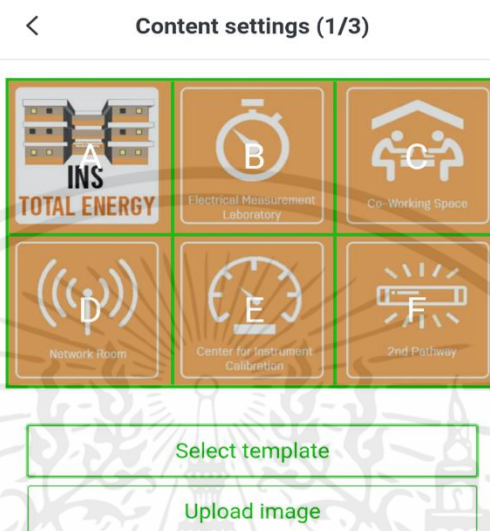 Content settings (1/3)
A
INS
TOTAL ENERGY
B
Electrical Measurement
Laboratory
C
Co-Working Space
D
Network Room
E
Center for Instrument
Calibration
F
2nd Pathway
Select template
Upload image